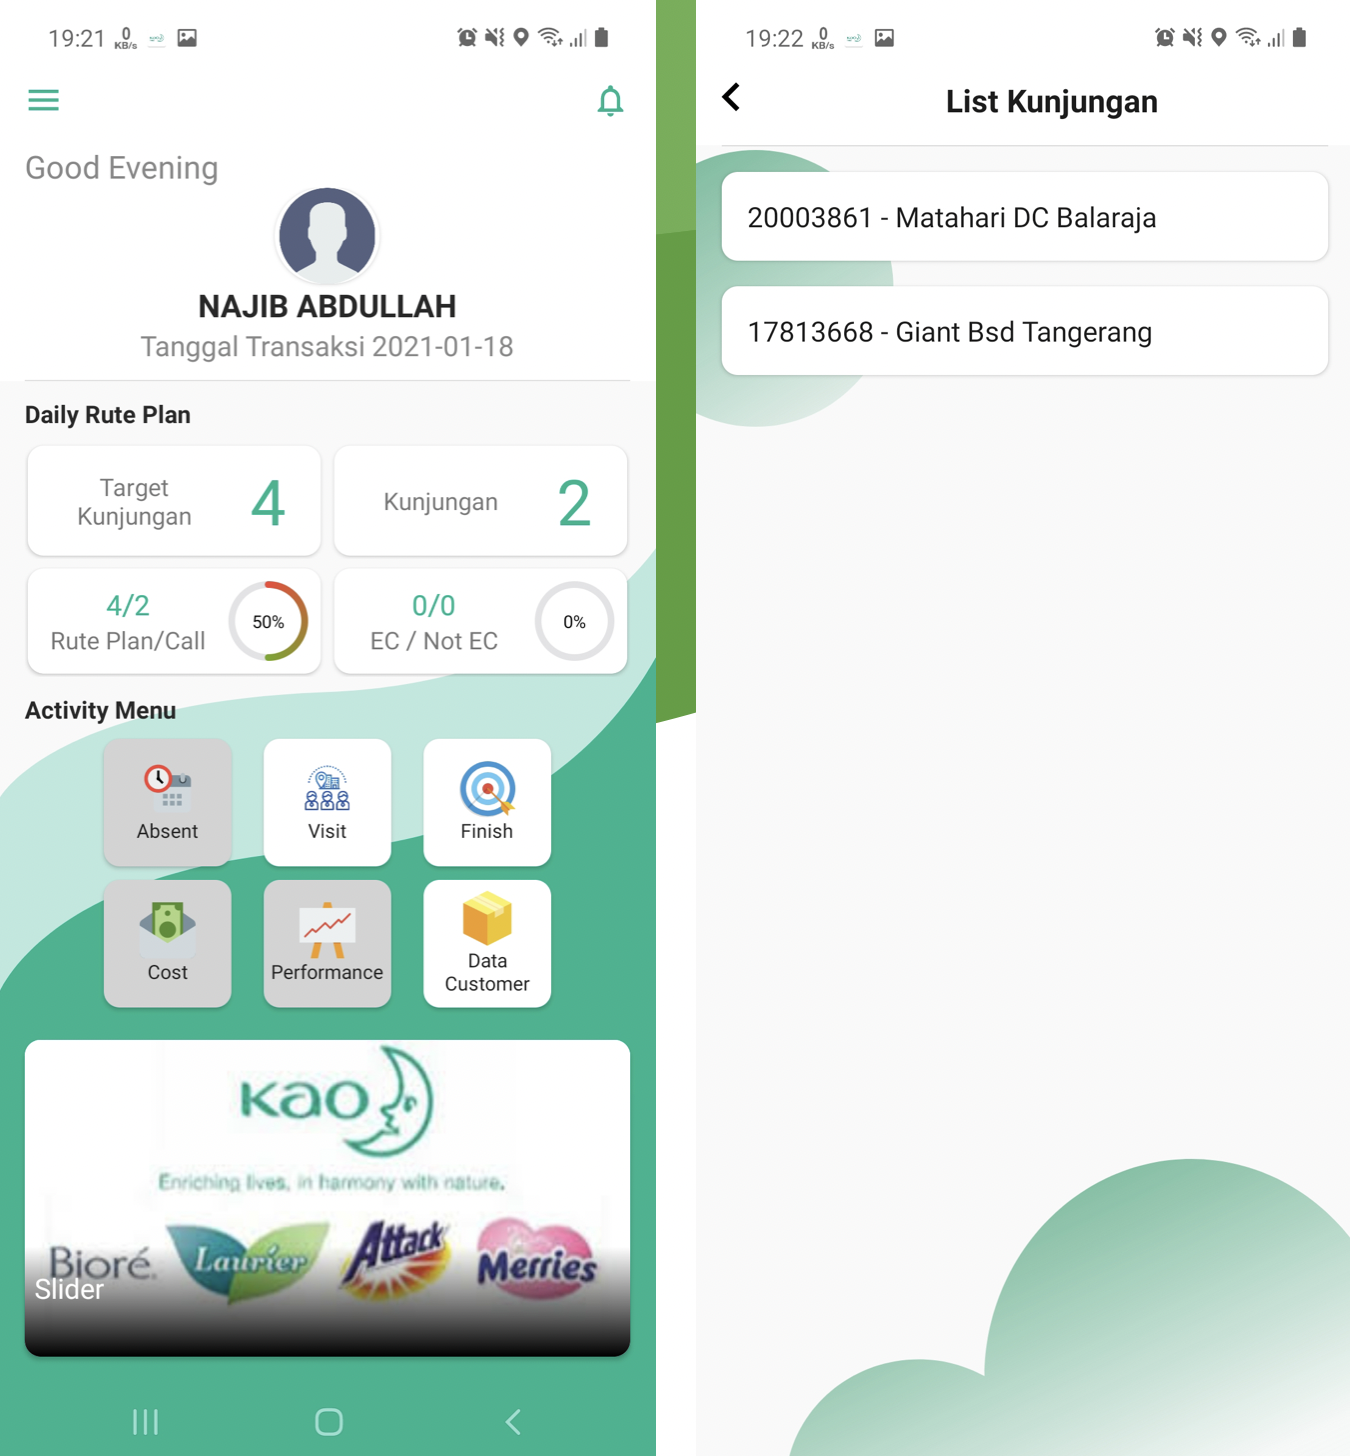 19:21 0 KB/s
Good Evening
NAJIB ABDULLAH
Tanggal Transaksi 2021-01-18
Daily Rute Plan
Target
Kunjungan
4
Kunjungan
2
4/2
Rute Plan/Call
50%
0/0
EC / Not EC
0%
Activity Menu
Absent
Visit
Finish
Cost
Performance
Data
Customer
Kao
Enriching lives, in harmony with nature.
Bioré
Laurier
Attack
Merries
Slider
19:22 0 KB/s
List Kunjungan
20003861 - Matahari DC Balaraja
17813668 - Giant Bsd Tangerang